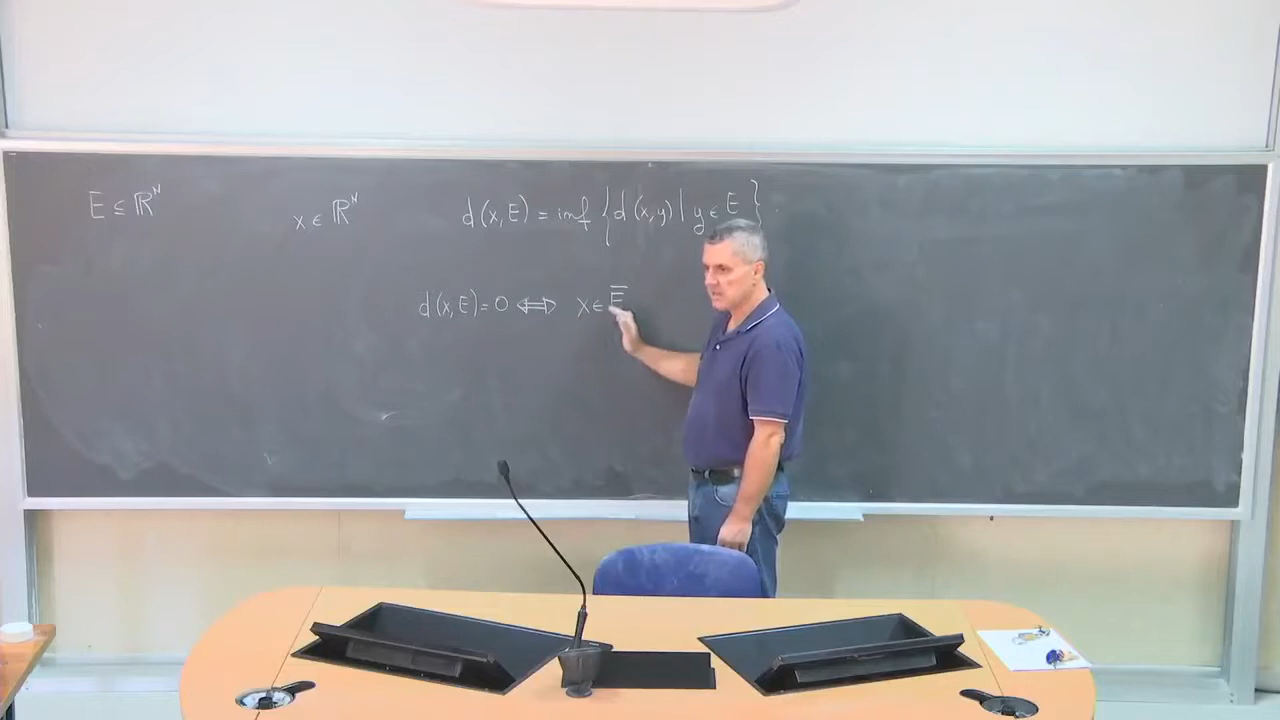 E ⊆ ℝᴺ x ∈ ℝᴺ d(x,E) = inf { d(x,y) | y ∈ E }.
d(x,E) = 0 ⟺ x ∈ E̅